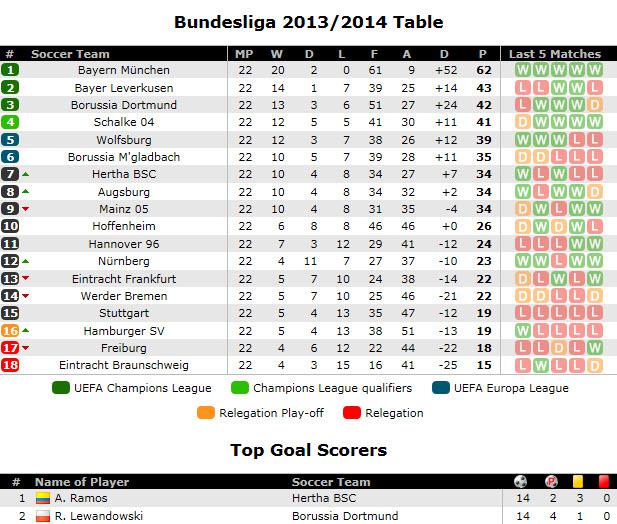 Bundesliga 2013/2014 Table
# Soccer Team MP W D L F A D P Last 5 Matches
1 Bayern München 22 20 2 0 61 9 +52 62 W W W W W
2 Bayer Leverkusen 22 14 1 7 39 25 +14 43 L L W W L
3 Borussia Dortmund 22 13 3 6 51 27 +24 42 L W W W D
4 Schalke 04 22 12 5 5 41 30 +11 41 D W W W W
5 Wolfsburg 22 12 3 7 38 26 +12 39 W W W L L
6 Borussia M'gladbach 22 10 5 7 39 28 +11 35 D D L L L
7 Hertha BSC 22 10 4 8 34 27 +7 34 W L W L L
8 Augsburg 22 10 4 8 34 32 +2 34 W L W W D
9 Mainz 05 22 10 4 8 31 35 -4 34 D W L W W
10 Hoffenheim 22 6 8 8 46 46 +0 26 D W D W L
11 Hannover 96 22 7 3 12 29 41 -12 24 L L L W W
12 Nürnberg 22 4 11 7 27 37 -10 23 W W L W W
13 Eintracht Frankfurt 22 5 7 10 24 38 -14 22 D L W L W
14 Werder Bremen 22 5 7 10 25 46 -21 22 D D L L D
15 Stuttgart 22 5 4 13 35 47 -12 19 L L L L L
16 Hamburger SV 22 5 4 13 38 51 -13 19 W L L L L
17 Freiburg 22 4 6 12 22 44 -22 18 L L D L W
18 Eintracht Braunschweig 22 4 3 15 16 41 -25 15 L W L L D
UEFA Champions League Champions League qualifiers UEFA Europa League
Relegation Play-off Relegation
Top Goal Scorers
# Name of Player Soccer Team P
1 A. Ramos Hertha BSC 14 2 3 0
2 R. Lewandowski Borussia Dortmund 14 4 1 0